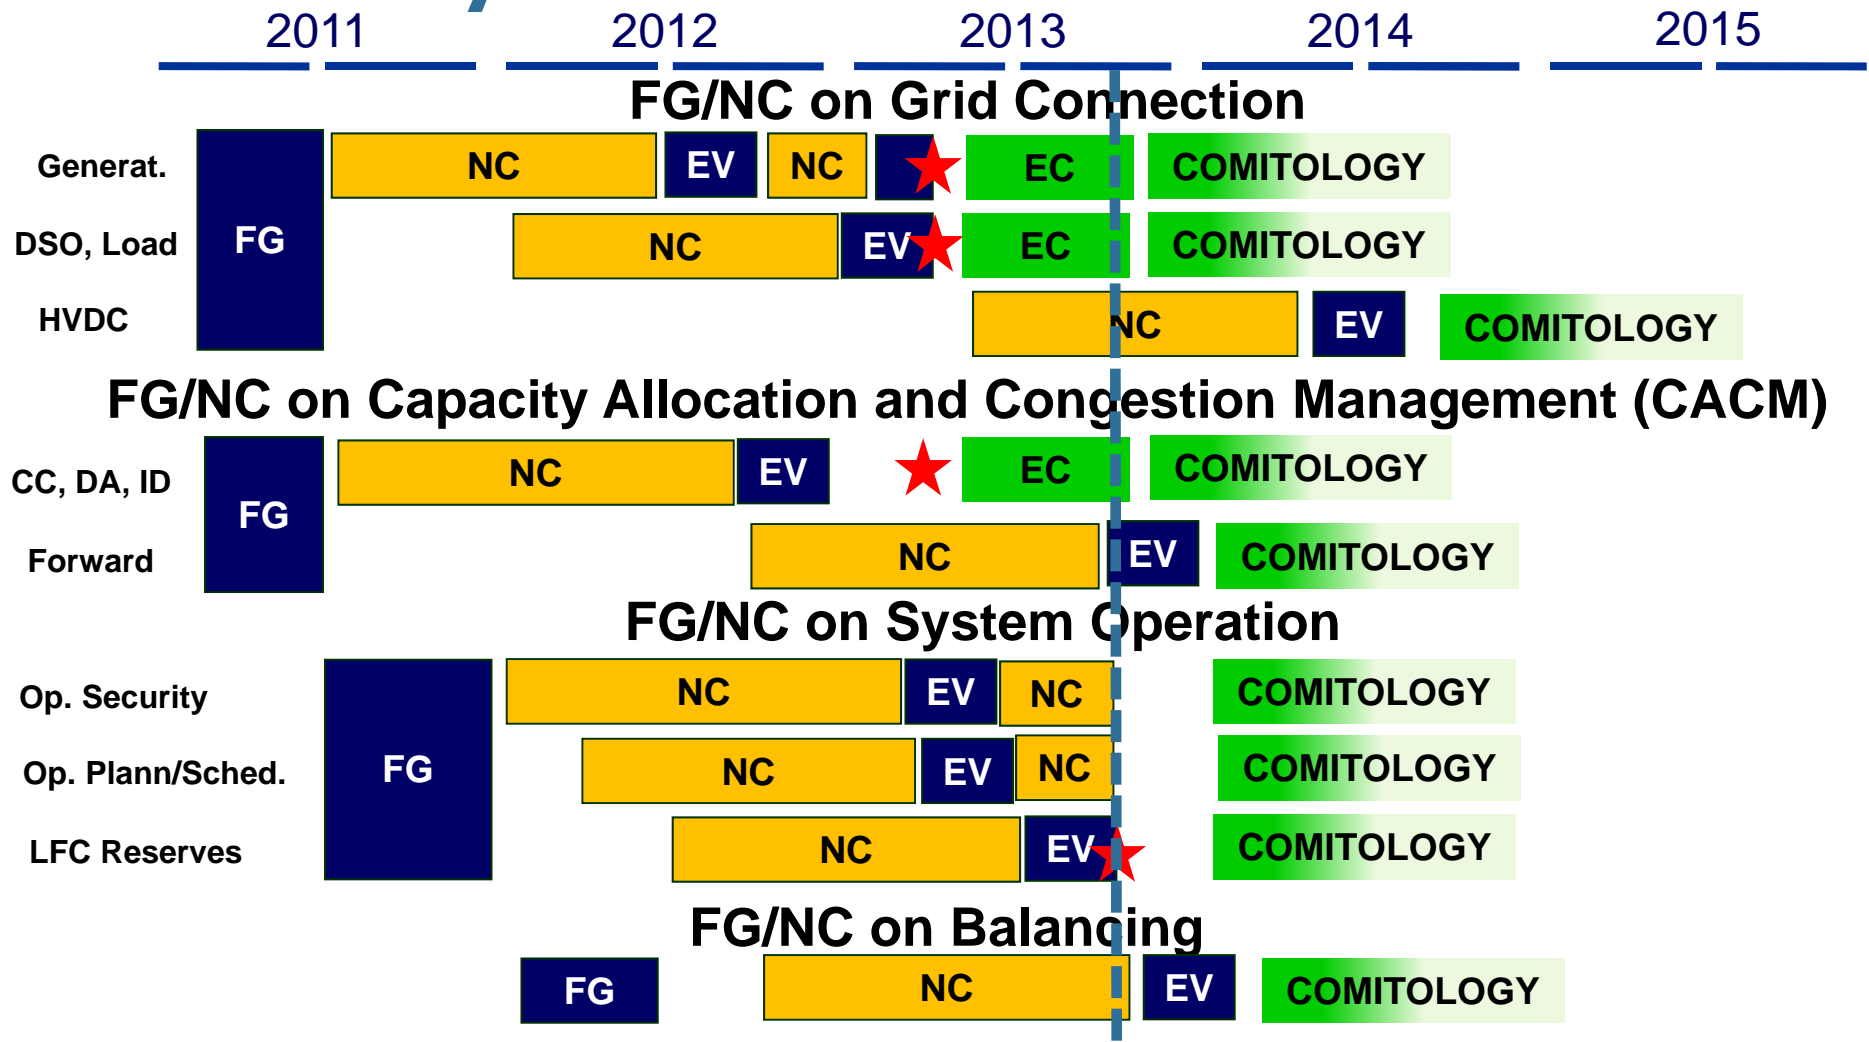 2011 2012 2013 2014 2015
FG/NC on Grid Connection
Generat. NC EV NC EC COMITOLOGY
FG
DSO, Load NC EV EC COMITOLOGY
HVDC NC EV COMITOLOGY
FG/NC on Capacity Allocation and Congestion Management (CACM)
CC, DA, ID NC EV EC COMITOLOGY
FG
Forward NC EV COMITOLOGY
FG/NC on System Operation
Op. Security NC EV NC COMITOLOGY
Op. Plann/Sched. FG NC EV NC COMITOLOGY
LFC Reserves NC EV COMITOLOGY
FG/NC on Balancing
FG NC EV COMITOLOGY